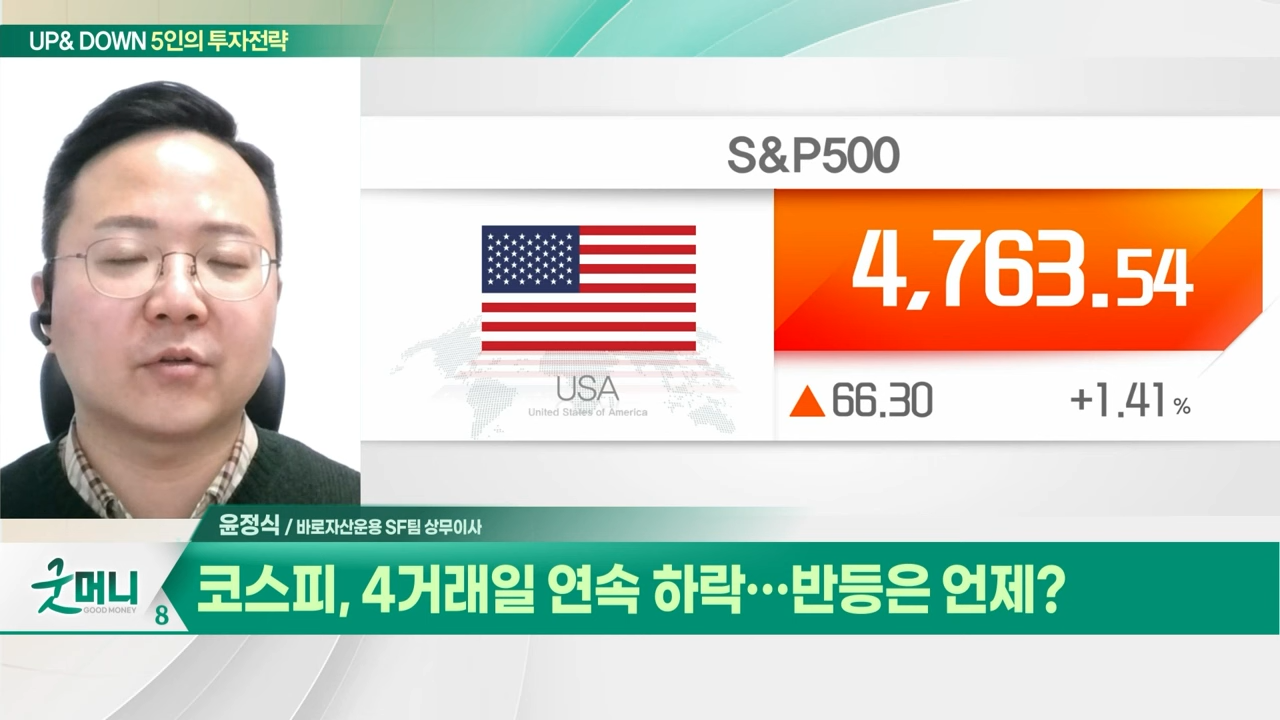 UP& DOWN 5인의 투자전략
S&P500
4,763.54
USA
United States of America
▲66.30 +1.41%
윤정식 / 바로자산운용 SF팀 상무이사
굿머니
GOOD MONEY
8
코스피, 4거래일 연속 하락…반등은 언제?